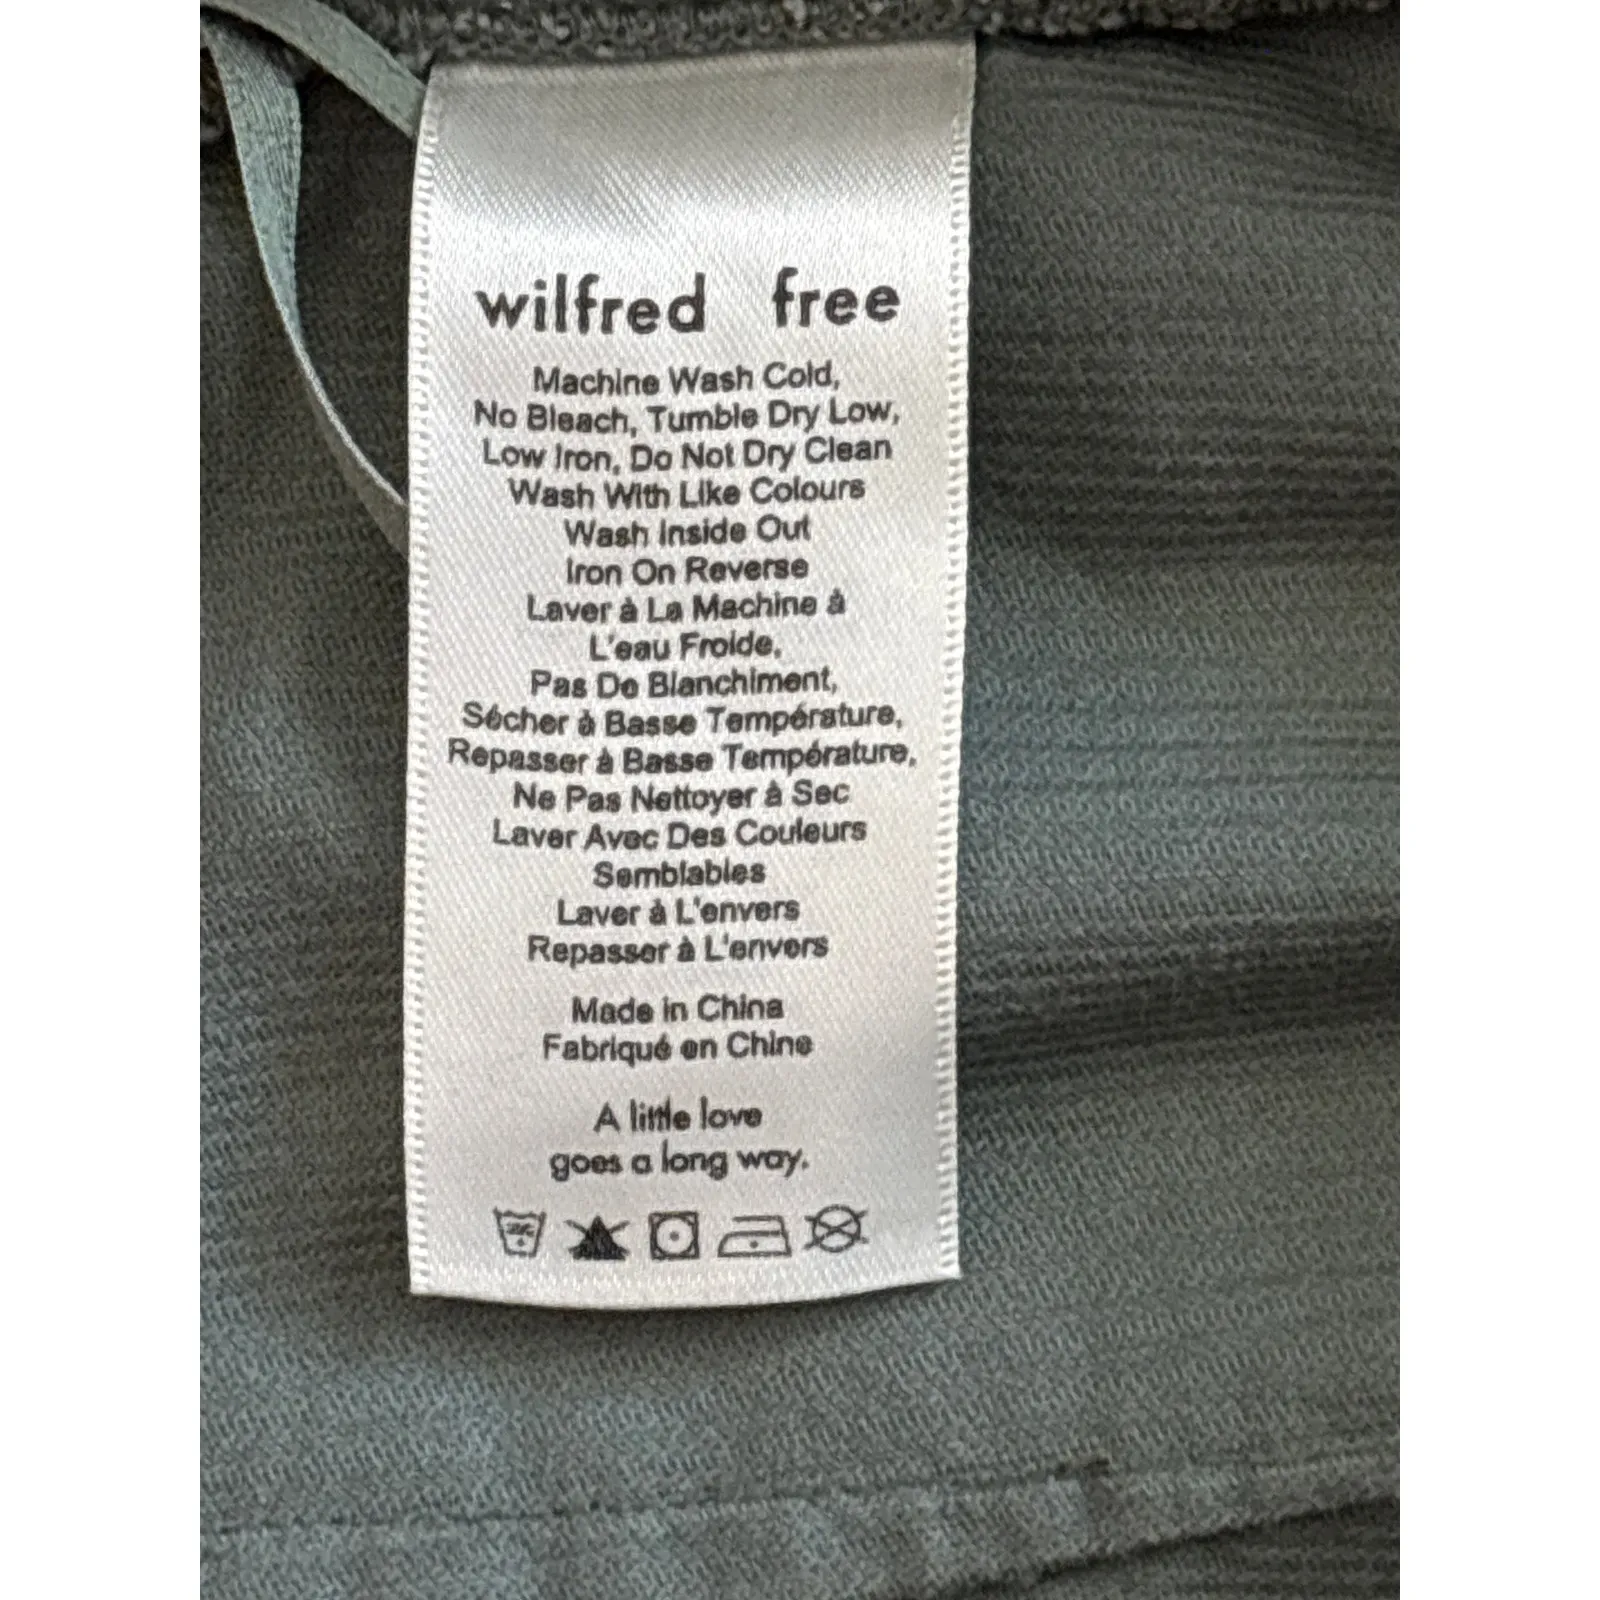 wilfred free
Machine Wash Cold,
No Bleach, Tumble Dry Low,
Low Iron, Do Not Dry Clean
Wash With Like Colours
Wash Inside Out
Iron On Reverse
Laver à La Machine à
L'eau Froide,
Pas De Blanchiment,
Sécher à Basse Température,
Repasser à Basse Température,
Ne Pas Nettoyer à Sec
Laver Avec Des Couleurs
Semblables
Laver à L'envers
Repasser à L'envers
Made in China
Fabriqué en Chine
A little love
goes a long way.